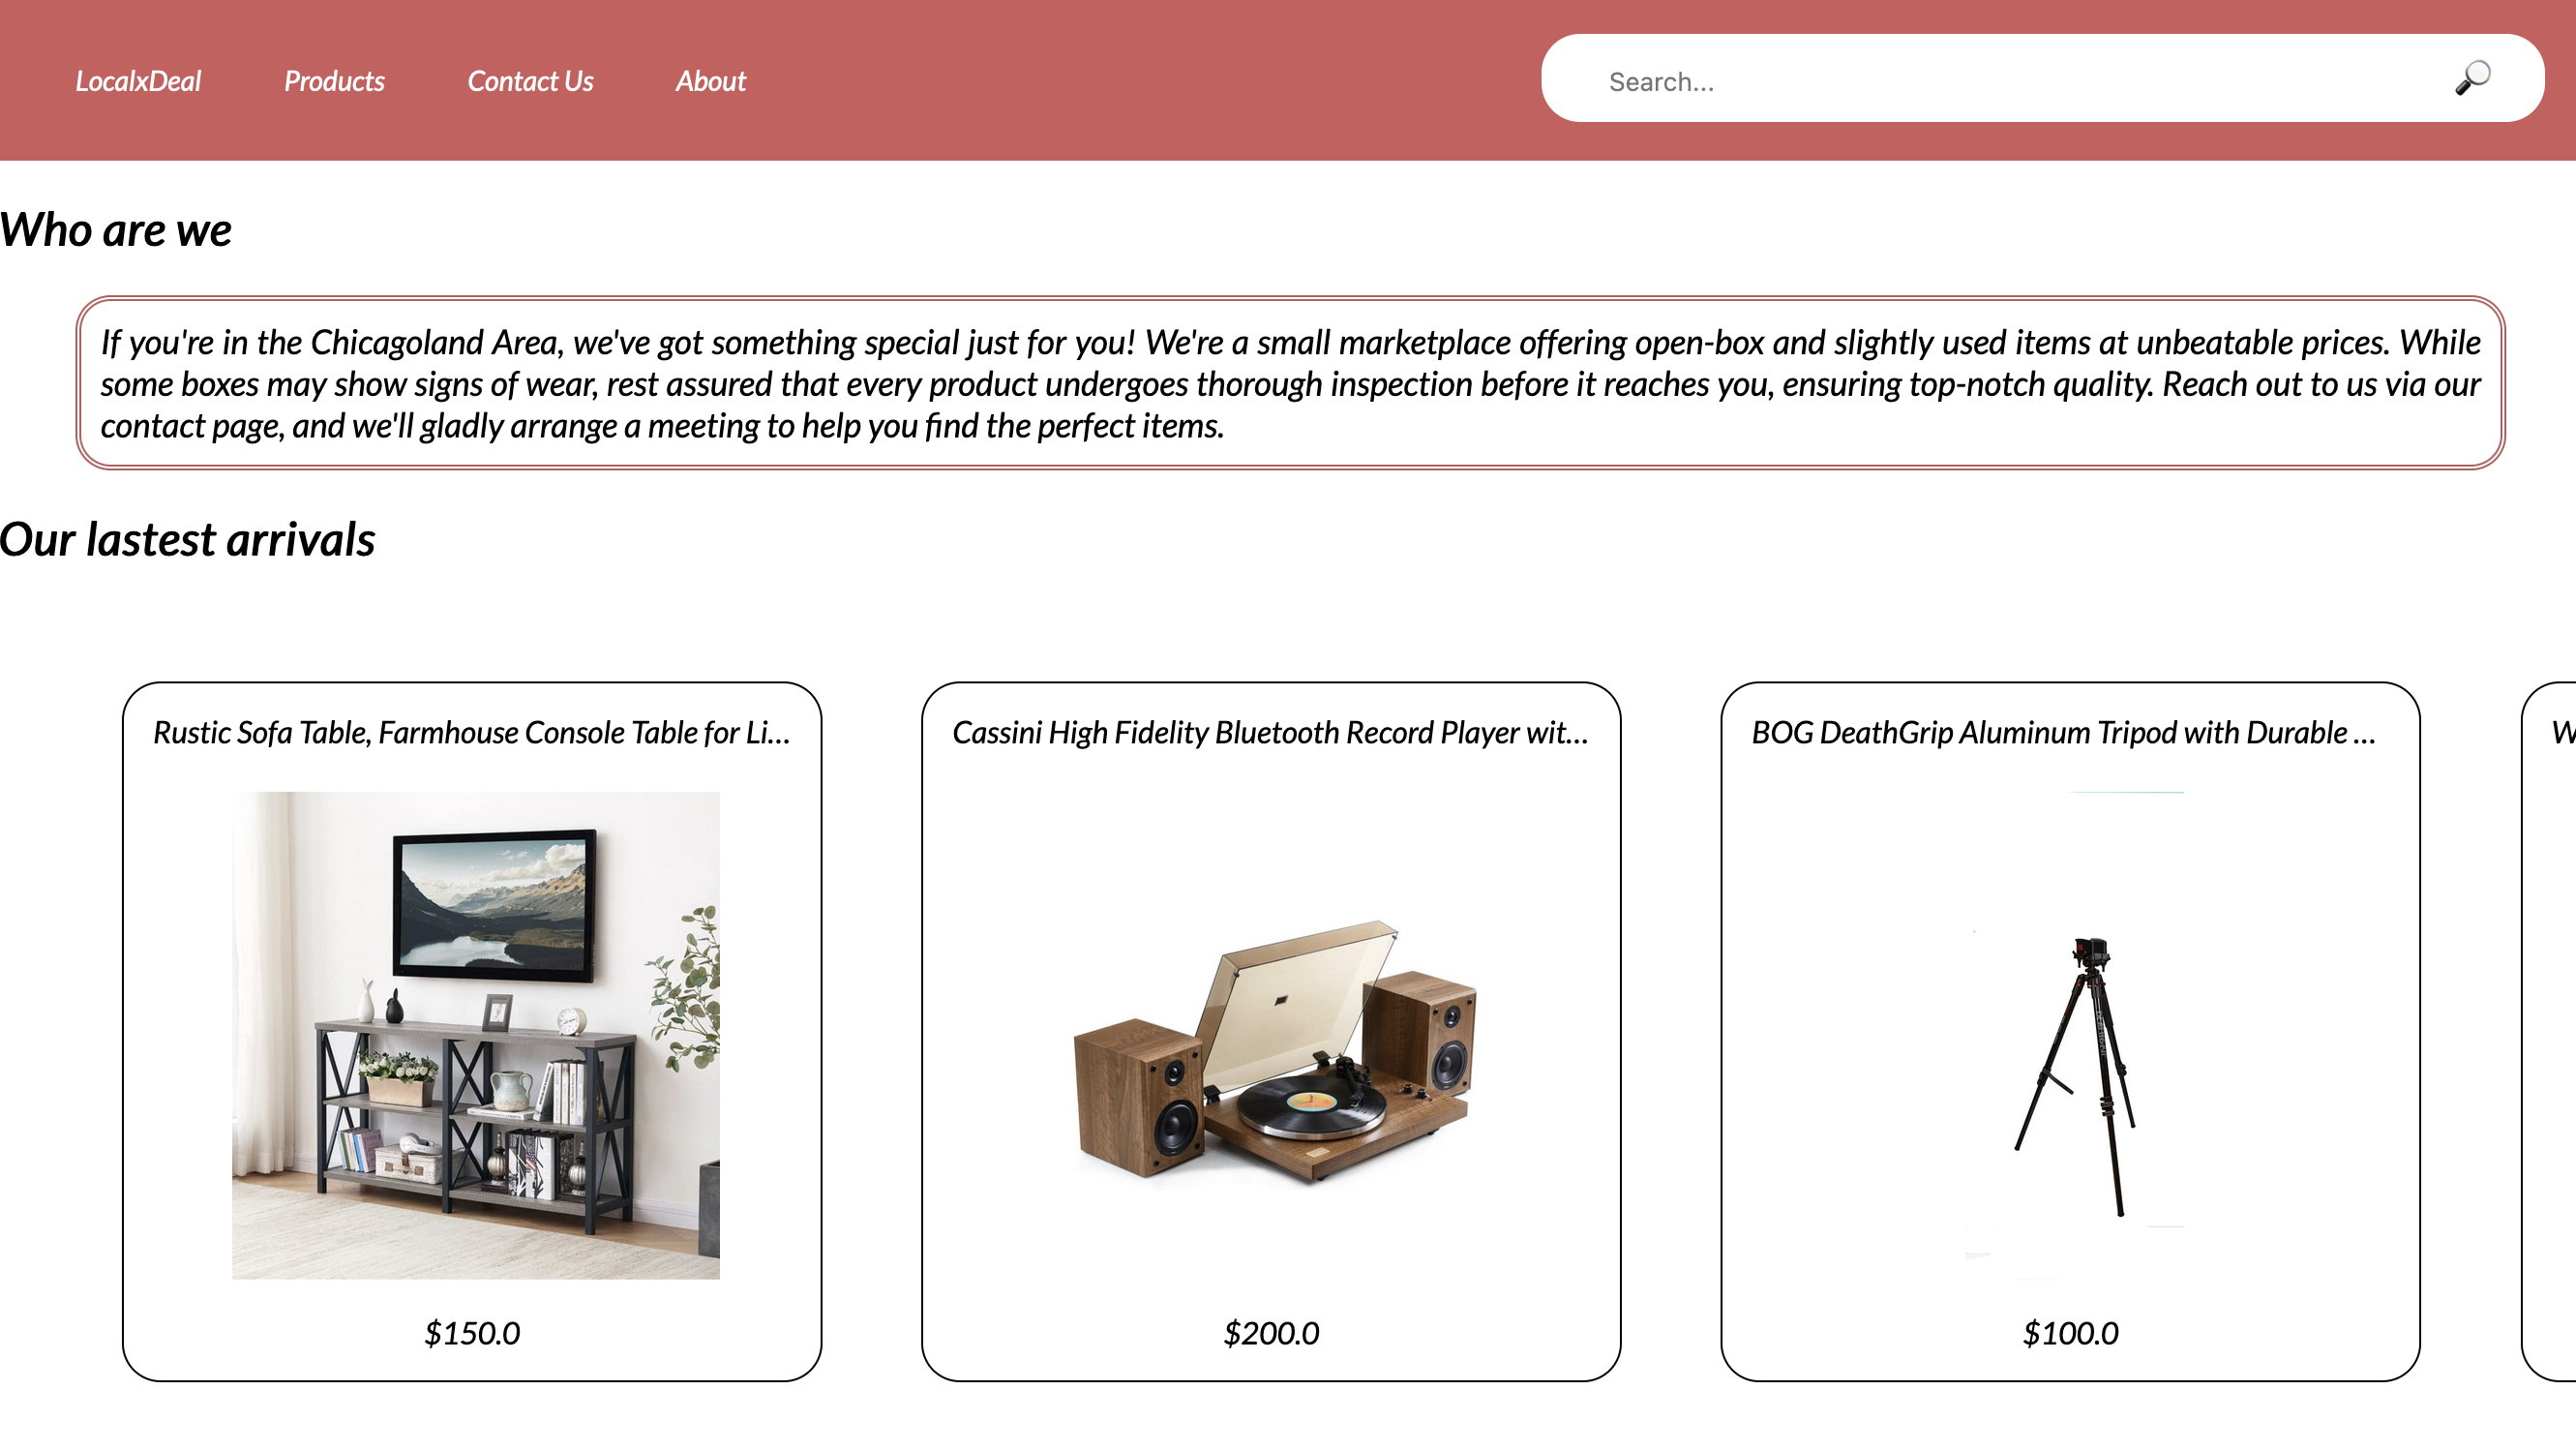 LocalxDeal Products Contact Us About Search...
Who are we
If you're in the Chicagoland Area, we've got something special just for you! We're a small marketplace offering open-box and slightly used items at unbeatable prices. While
some boxes may show signs of wear, rest assured that every product undergoes thorough inspection before it reaches you, ensuring top-notch quality. Reach out to us via our
contact page, and we'll gladly arrange a meeting to help you find the perfect items.
Our lastest arrivals
Rustic Sofa Table, Farmhouse Console Table for Li...
$150.0
Cassini High Fidelity Bluetooth Record Player wit...
$200.0
BOG DeathGrip Aluminum Tripod with Durable ...
$100.0